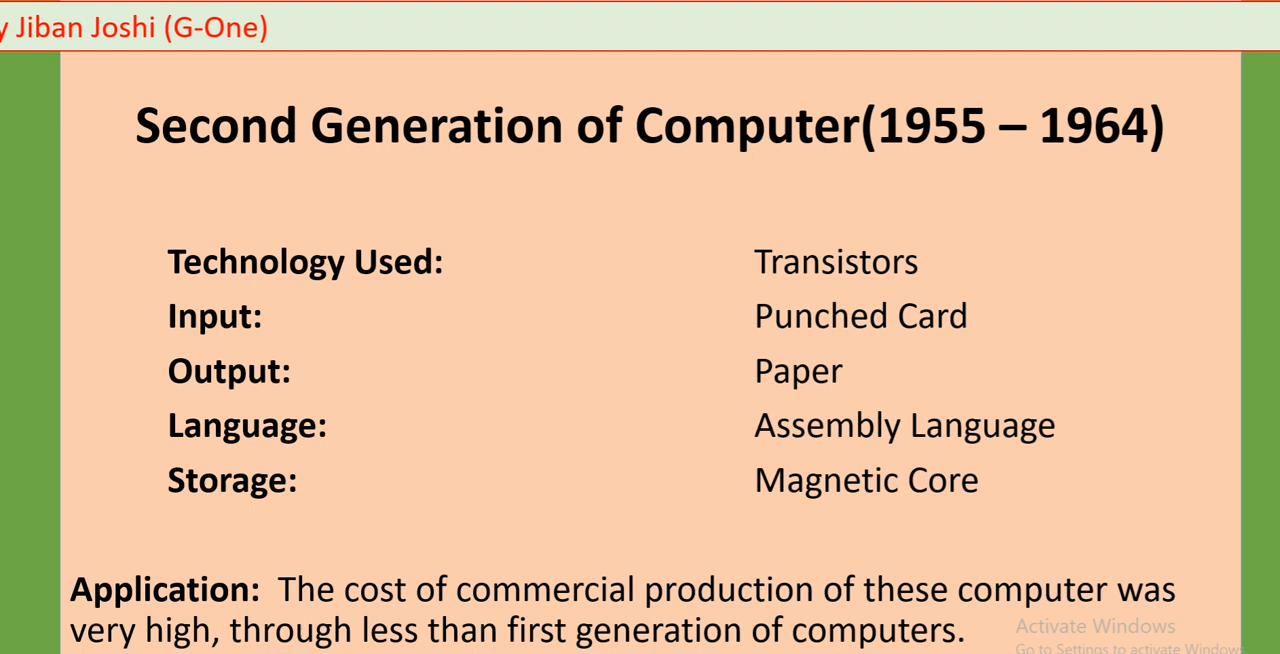 y Jiban Joshi (G-One)
Second Generation of Computer(1955 – 1964)
Technology Used: Transistors
Input: Punched Card
Output: Paper
Language: Assembly Language
Storage: Magnetic Core
Application: The cost of commercial production of these computer was
very high, through less than first generation of computers.
Activate Windows
Go to Settings to activate Windows